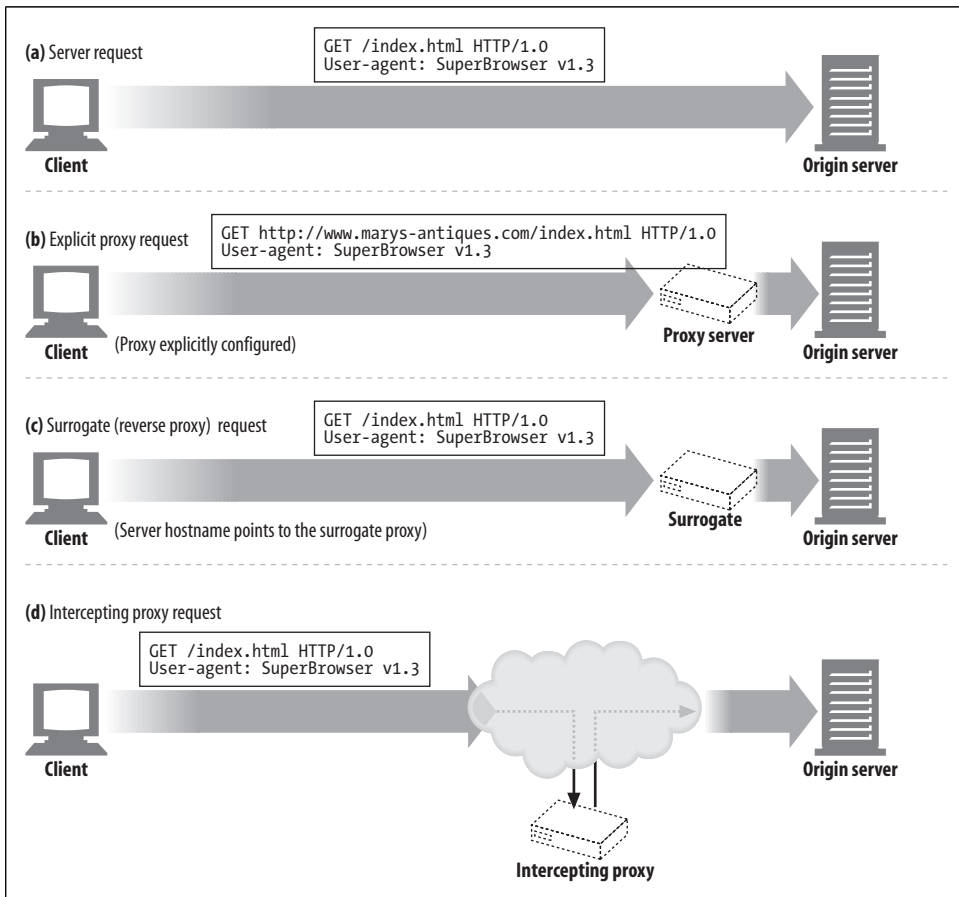 (a) Server request
GET /index.html HTTP/1.0
User-agent: SuperBrowser v1.3
Client
Origin server
(b) Explicit proxy request
GET http://www.marys-antiques.com/index.html HTTP/1.0
User-agent: SuperBrowser v1.3
Proxy server
Client
(Proxy explicitly configured)
Origin server
(c) Surrogate (reverse proxy) request
GET /index.html HTTP/1.0
User-agent: SuperBrowser v1.3
Surrogate
Client
(Server hostname points to the surrogate proxy)
Origin server
(d) Intercepting proxy request
GET /index.html HTTP/1.0
User-agent: SuperBrowser v1.3
Client
Origin server
Intercepting proxy